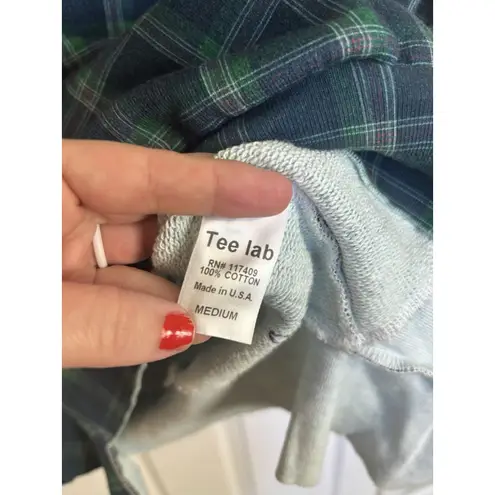 Tee lab
RN# 117409
100% COTTON
Made in U.S.A.
MEDIUM